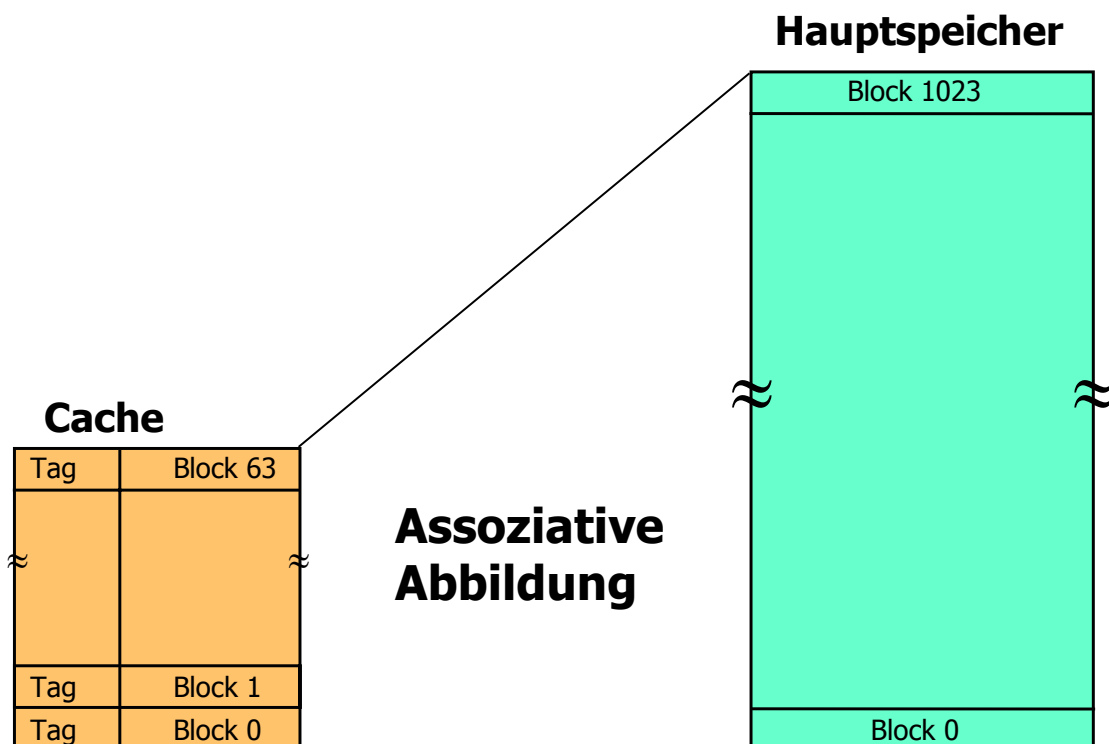 Hauptspeicher
Block 1023
Cache
Tag Block 63
Assoziative
Abbildung
Tag Block 1
Tag Block 0
Block 0